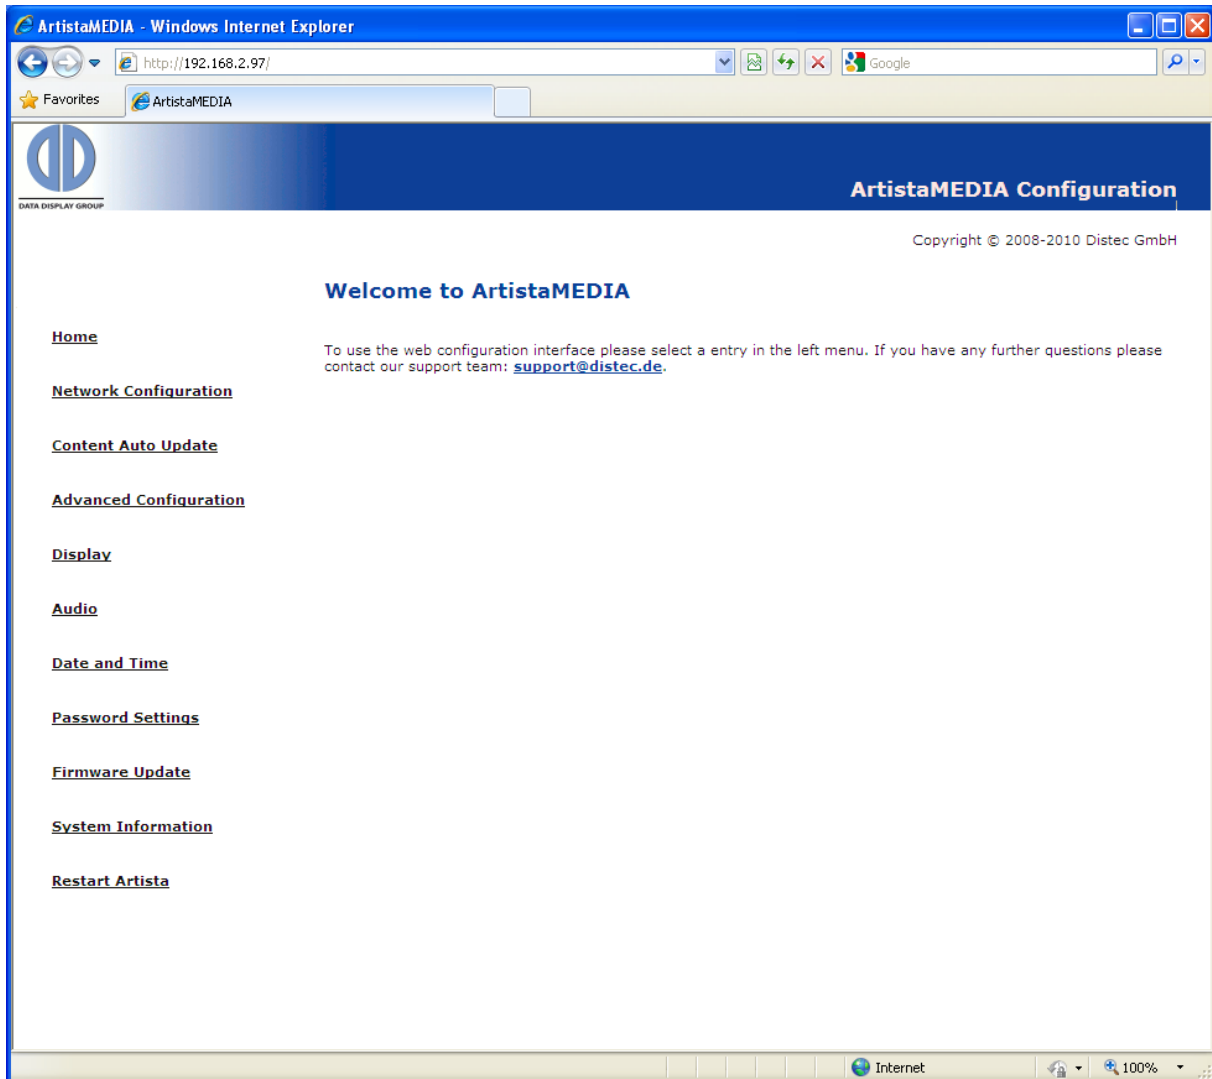 ArtistaMEDIA - Windows Internet Explorer
http://192.168.2.97/
Google
Favorites
ArtistaMEDIA
DATA DISPLAY GROUP
ArtistaMEDIA Configuration
Copyright © 2008-2010 Distec GmbH
Welcome to ArtistaMEDIA
Home
To use the web configuration interface please select a entry in the left menu. If you have any further questions please
contact our support team: support@distec.de.
Network Configuration
Content Auto Update
Advanced Configuration
Display
Audio
Date and Time
Password Settings
Firmware Update
System Information
Restart Artista
Internet
100%